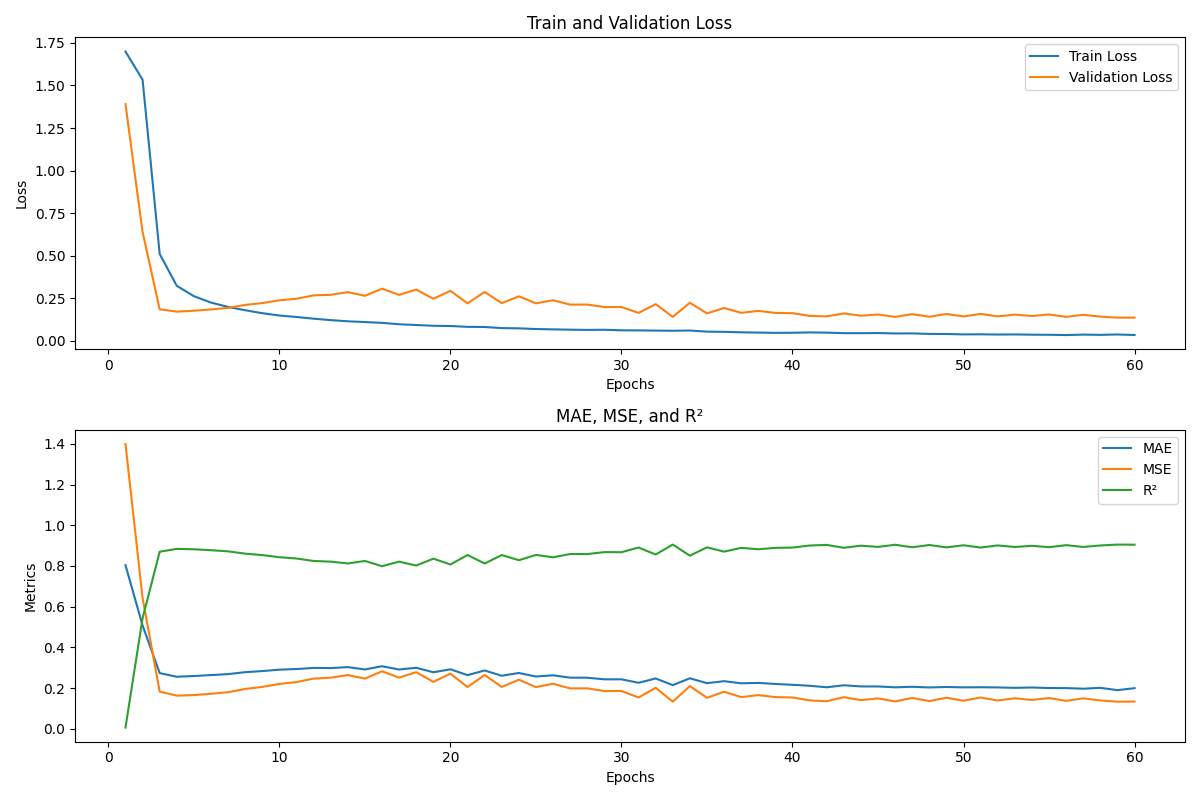 Train and Validation Loss
1.75
1.50
1.25
1.00
0.75
0.50
0.25
0.00
Loss
Train Loss
Validation Loss
0 10 20 30 40 50 60
Epochs
MAE, MSE, and R²
1.4
1.2
1.0
0.8
0.6
0.4
0.2
0.0
Metrics
MAE
MSE
R²
0 10 20 30 40 50 60
Epochs